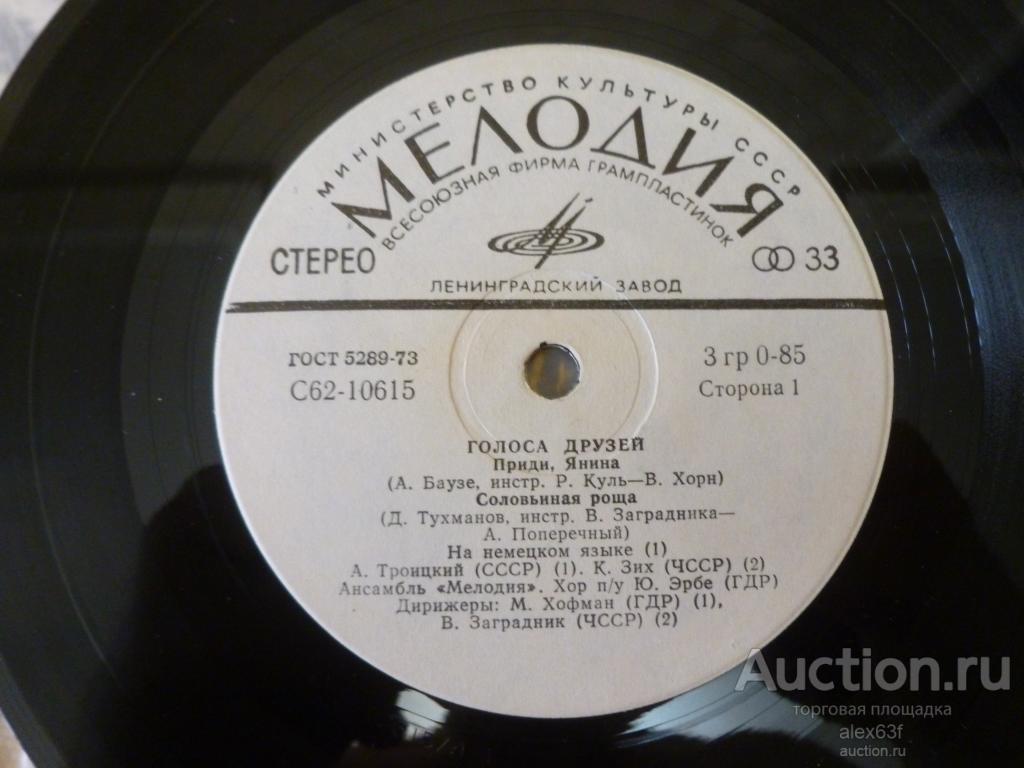 МИНИСТЕРСТВО КУЛЬТУРЫ СССР
МЕЛОДИЯ
ВСЕСОЮЗНАЯ ФИРМА ГРАМПЛАСТИНОК
СТЕРЕО
33
ЛЕНИНГРАДСКИЙ ЗАВОД
ГОСТ 5289-73
3 гр 0-85
С62-10615
Сторона 1
ГОЛОСА ДРУЗЕЙ
Приди, Янина
(А. Баузе, инстр. Р. Куль—В. Хорн)
Соловьиная роща
(Д. Тухманов, инстр. В. Заградника—
А. Поперечный)
На немецком языке (1)
А. Троицкий (СССР) (1). К. Зих (ЧССР) (2)
Ансамбль «Мелодия». Хор п/у Ю. Эрбе (ГДР)
Дирижеры: М. Хофман (ГДР) (1),
В. Заградник (ЧССР) (2)
Auction.ru
торговая площадка
alex63f
auction.ru